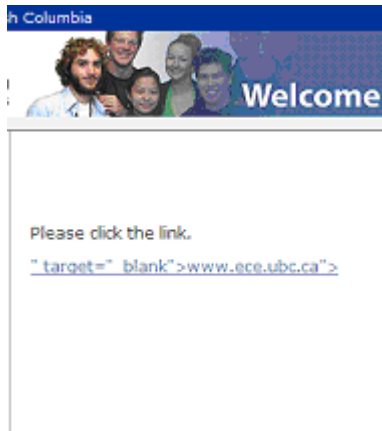 h Columbia
Welcome
Please click the link.
" target="_blank">www.ece.ubc.ca">